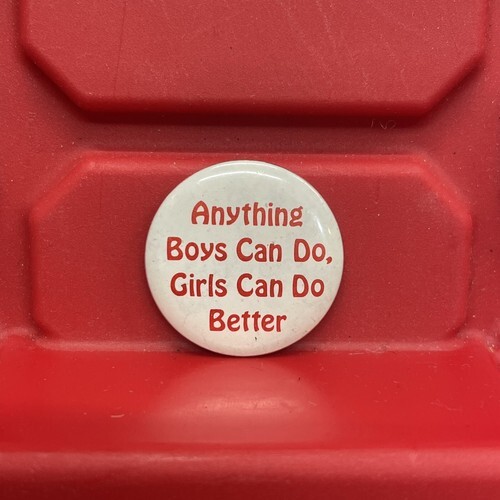 Anything
Boys Can Do,
Girls Can Do
Better